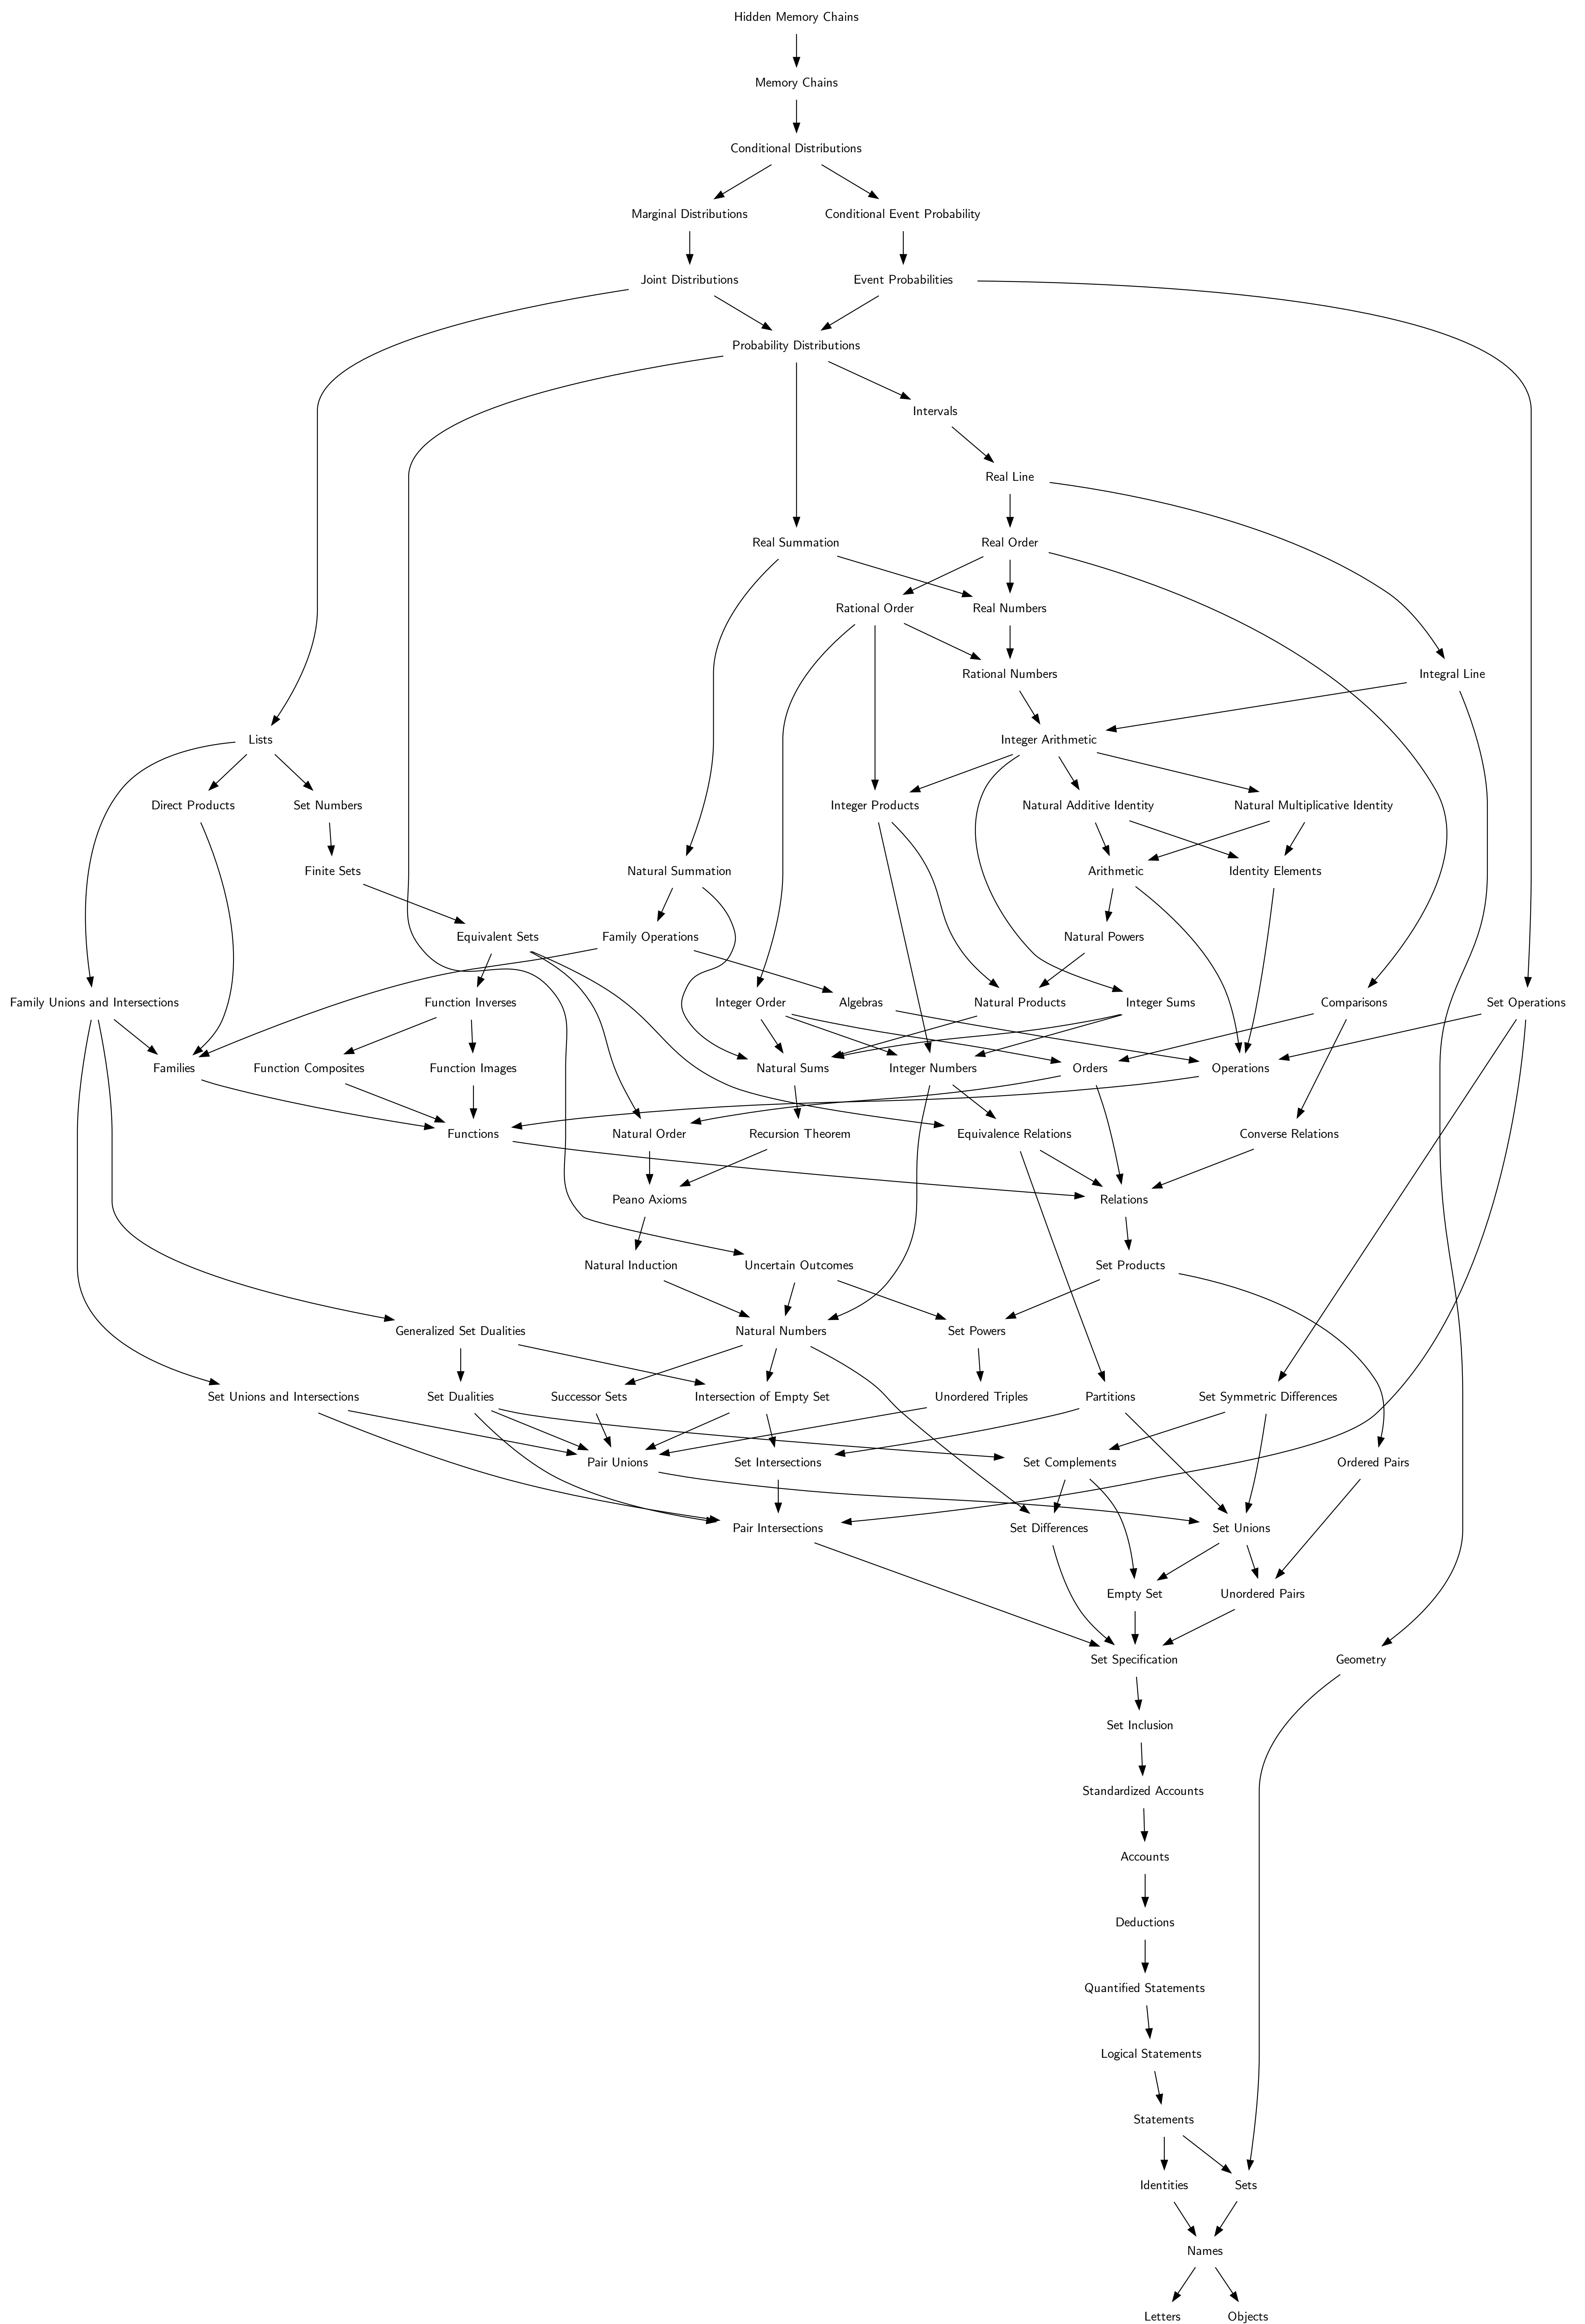 Hidden Memory Chains
Memory Chains
Conditional Distributions
Marginal Distributions
Conditional Event Probability
Joint Distributions
Event Probabilities
Probability Distributions
Intervals
Real Line
Real Summation
Real Order
Rational Order
Real Numbers
Rational Numbers
Integral Line
Lists
Integer Arithmetic
Direct Products
Set Numbers
Integer Products
Natural Additive Identity
Natural Multiplicative Identity
Finite Sets
Natural Summation
Arithmetic
Identity Elements
Equivalent Sets
Family Operations
Natural Powers
Family Unions and Intersections
Function Inverses
Integer Order
Algebras
Natural Products
Integer Sums
Comparisons
Set Operations
Families
Function Composites
Function Images
Natural Sums
Integer Numbers
Orders
Operations
Functions
Natural Order
Recursion Theorem
Equivalence Relations
Converse Relations
Peano Axioms
Relations
Natural Induction
Uncertain Outcomes
Set Products
Generalized Set Dualities
Natural Numbers
Set Powers
Set Unions and Intersections
Set Dualities
Successor Sets
Intersection of Empty Set
Unordered Triples
Partitions
Set Symmetric Differences
Pair Unions
Set Intersections
Set Complements
Ordered Pairs
Pair Intersections
Set Differences
Set Unions
Empty Set
Unordered Pairs
Set Specification
Geometry
Set Inclusion
Standardized Accounts
Accounts
Deductions
Quantified Statements
Logical Statements
Statements
Identities
Sets
Names
Letters
Objects